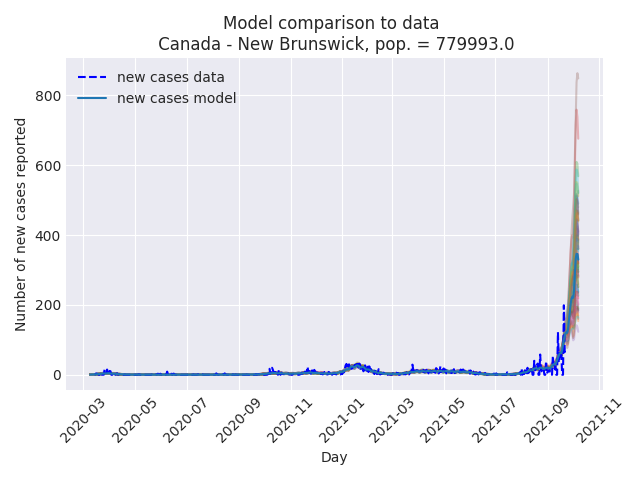 Model comparison to data
Canada - New Brunswick, pop. = 779993.0
new cases data
new cases model
Number of new cases reported
800
600
400
200
0
2020-03
2020-05
2020-07
2020-09
2020-11
2021-01
2021-03
2021-05
2021-07
2021-09
2021-11
Day